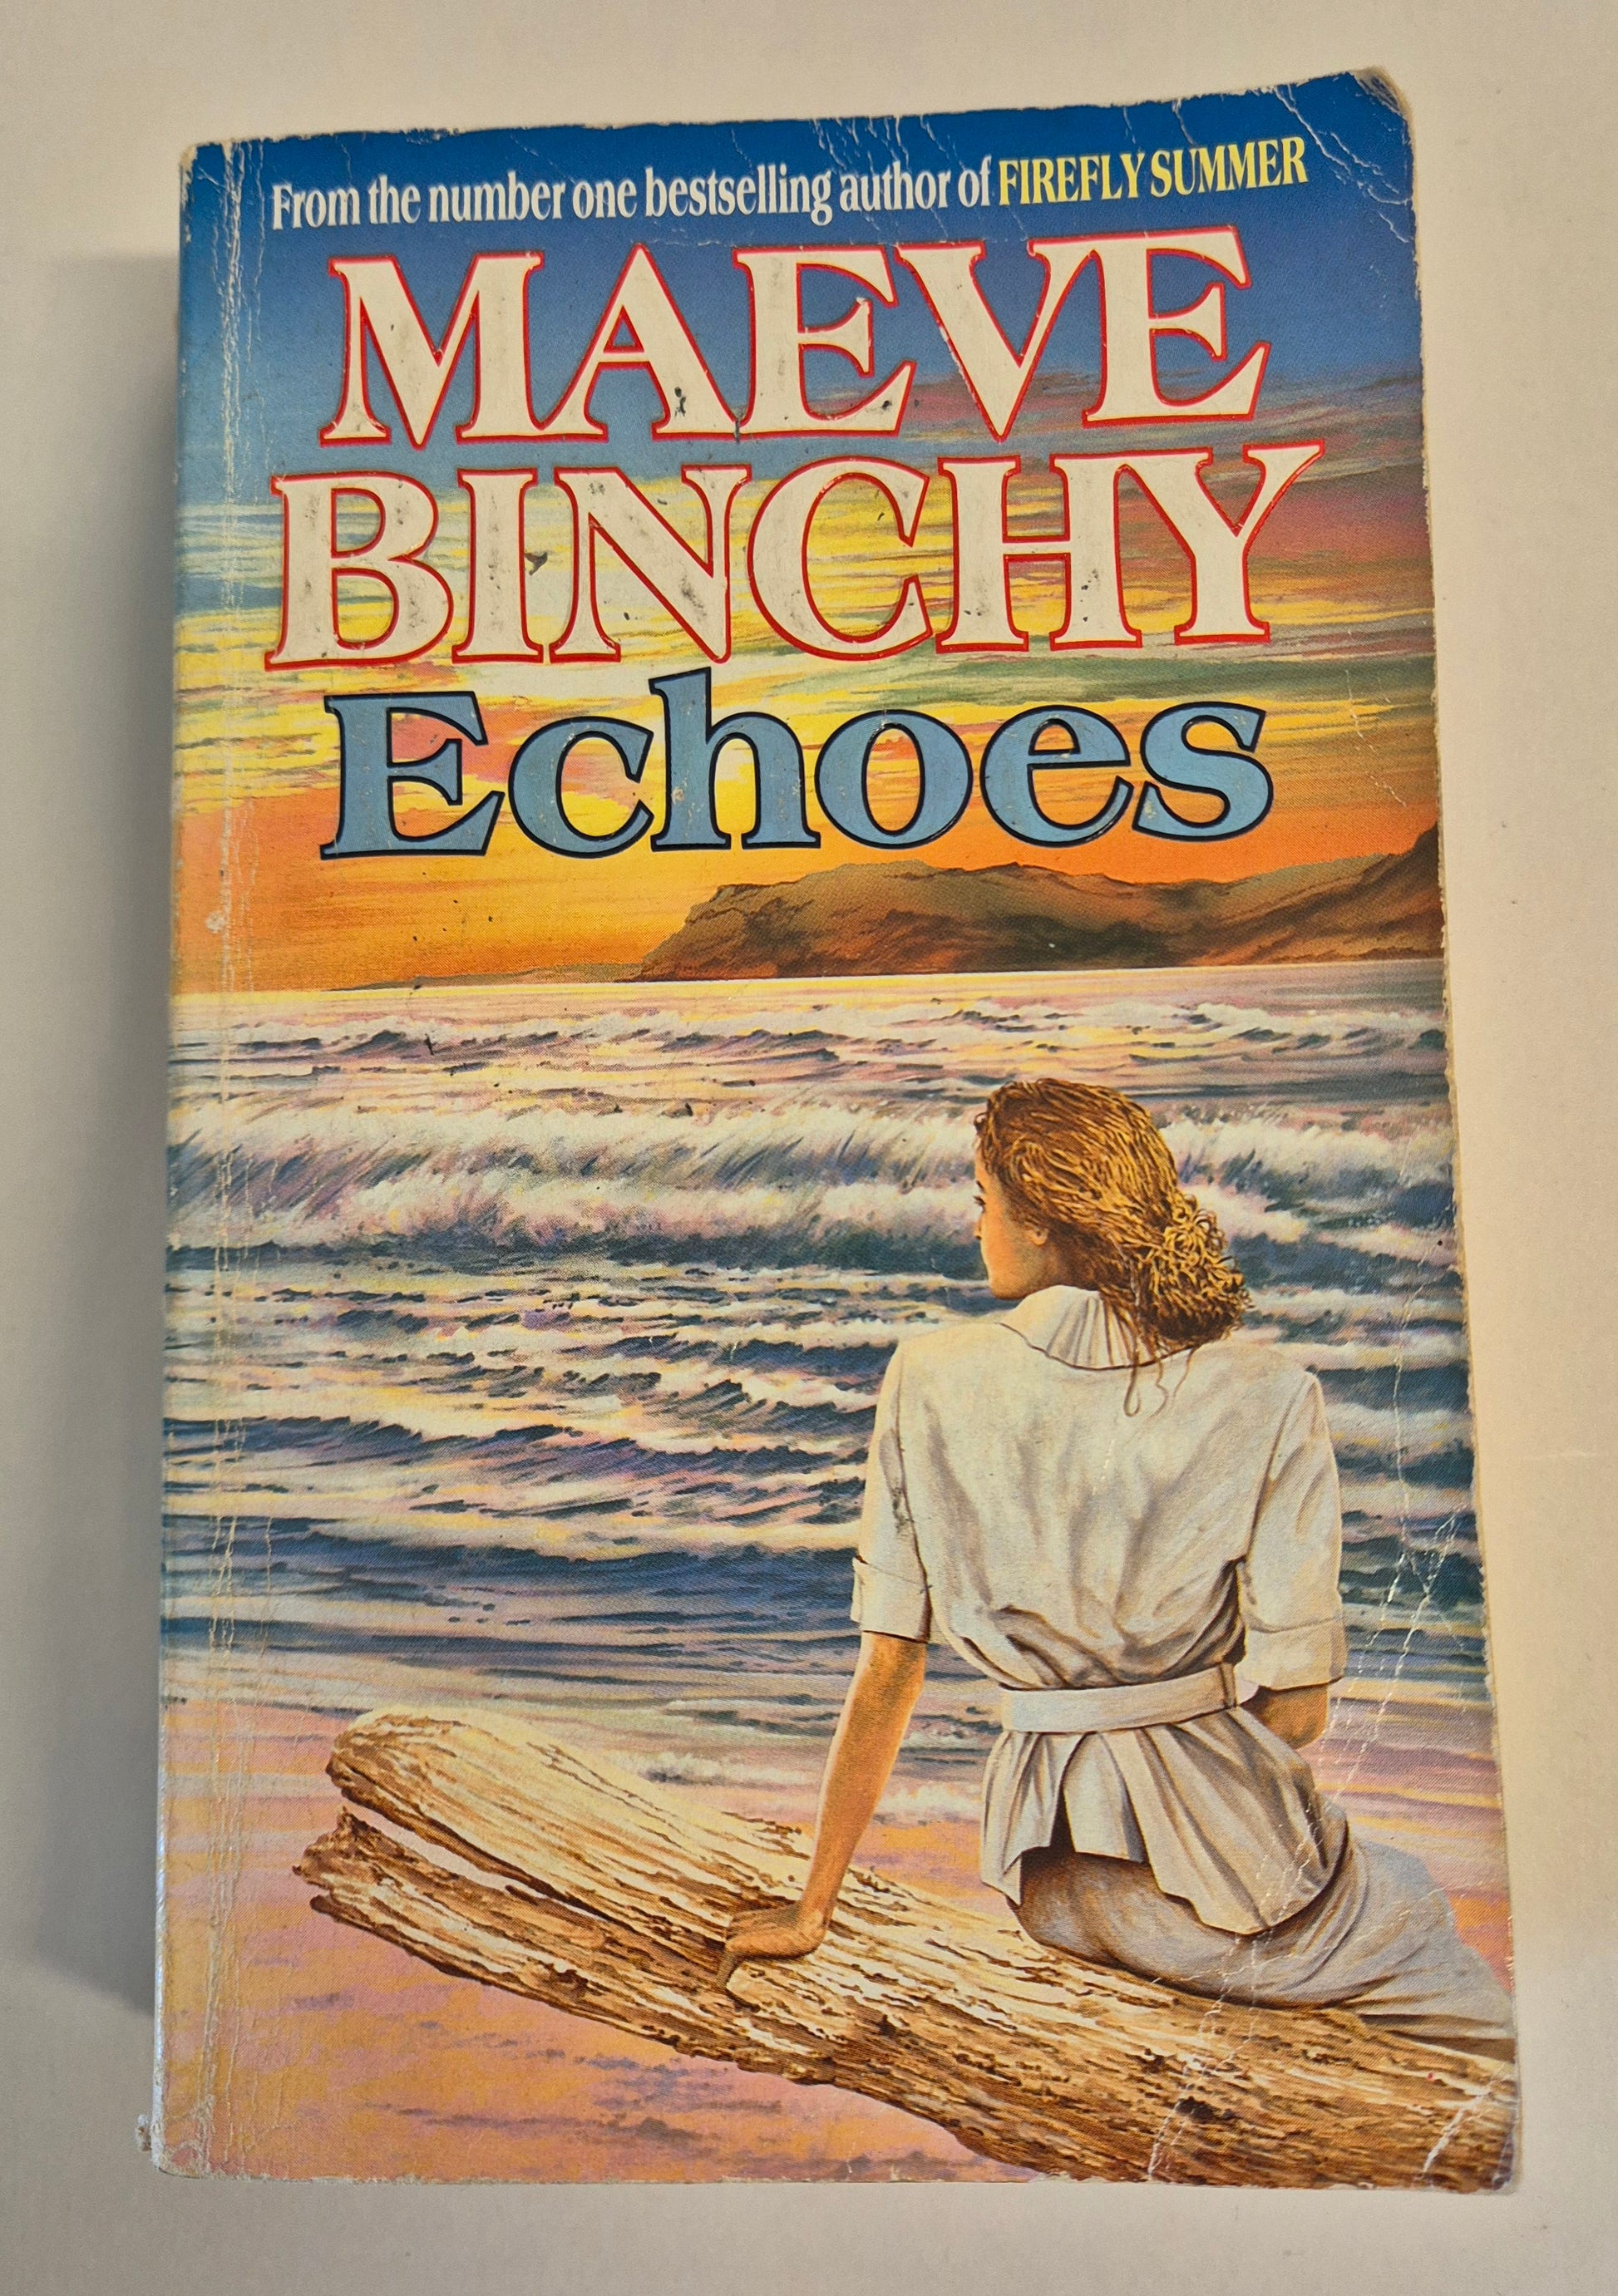 From the number one bestselling author of FIREFLY SUMMER
MAEVE
BINCHY
Echoes